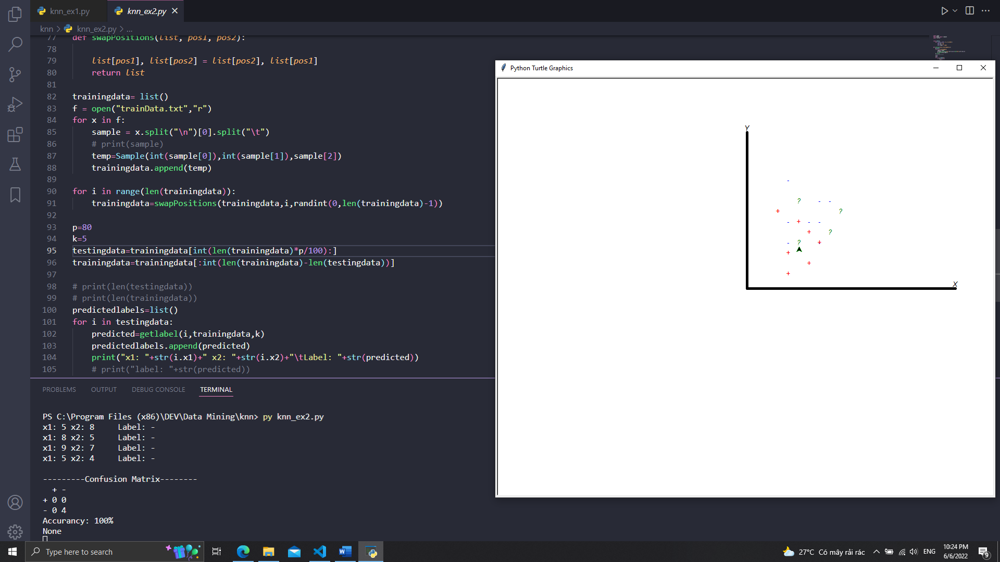 knn_ex1.py
knn_ex2.py
knn > knn_ex2.py > ...
77 def swapPositions(list, pos1, pos2):
78
79 list[pos1], list[pos2] = list[pos2], list[pos1]
80 return list
81
82 trainingdata= list()
83 f = open("trainData.txt","r")
84 for x in f:
85 sample = x.split("\n")[0].split("\t")
86 # print(sample)
87 temp=Sample(int(sample[0]),int(sample[1]),sample[2])
88 trainingdata.append(temp)
89
90 for i in range(len(trainingdata)):
91 trainingdata=swapPositions(trainingdata,i,randint(0,len(trainingdata)-1))
92
93 p=80
94 k=5
95 testingdata=trainingdata[int(len(trainingdata)*p/100):]
96 trainingdata=trainingdata[:int(len(trainingdata)-len(testingdata))]
97
98 # print(len(testingdata))
99 # print(len(trainingdata))
100 predictedlabels=list()
101 for i in testingdata:
102 predicted=getlabel(i,trainingdata,k)
103 predictedlabels.append(predicted)
104 print("x1: "+str(i.x1)+" x2: "+str(i.x2)+"\tLabel: "+str(predicted))
105 # print("label: "+str(predicted))
PROBLEMS OUTPUT DEBUG CONSOLE TERMINAL
PS C:\Program Files (x86)\DEV\Data Mining\knn> py knn_ex2.py
x1: 5 x2: 8 Label: -
x1: 8 x2: 5 Label: -
x1: 9 x2: 7 Label: -
x1: 5 x2: 4 Label: -
---------Confusion Matrix--------
+ -
+ 0 0
- 0 4
Accurancy: 100%
None
Python Turtle Graphics
Y
-
? - -
+ ?
- + - -
+ ?
- ? +
+
+
+
X
Type here to search
27°C Có mây rải rác
ENG
10:24 PM
6/6/2022
9